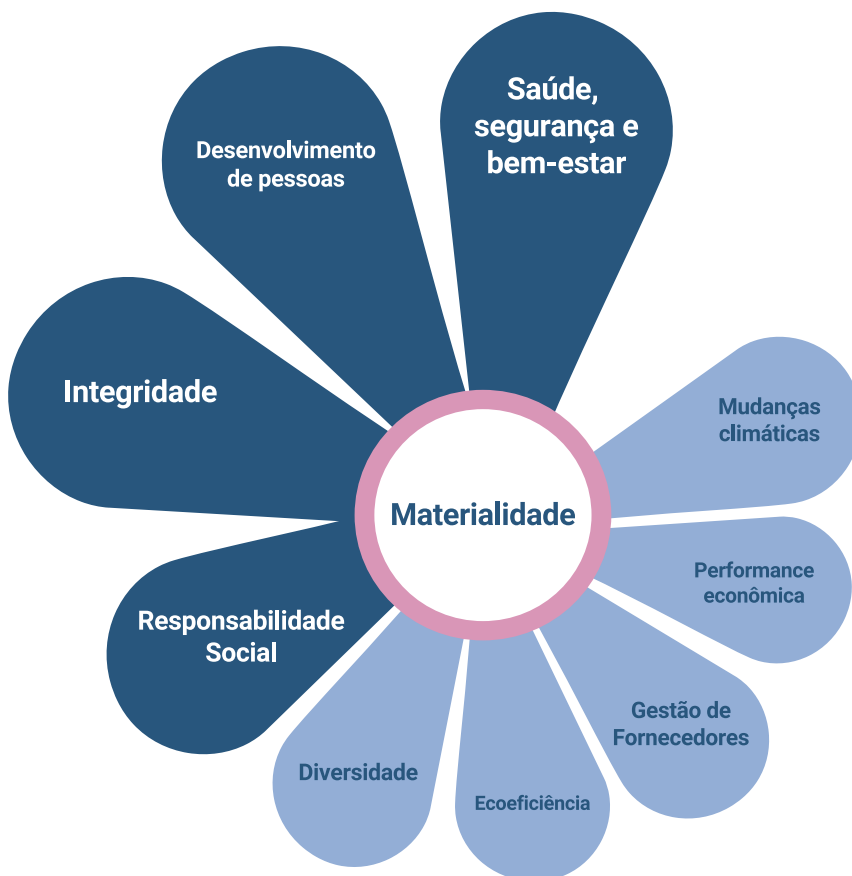 Saúde,
segurança e
bem-estar
Desenvolvimento
de pessoas
Integridade
Mudanças
climáticas
Materialidade
Performance
econômica
Responsabilidade
Social
Gestão de
Fornecedores
Diversidade
Ecoeficiência